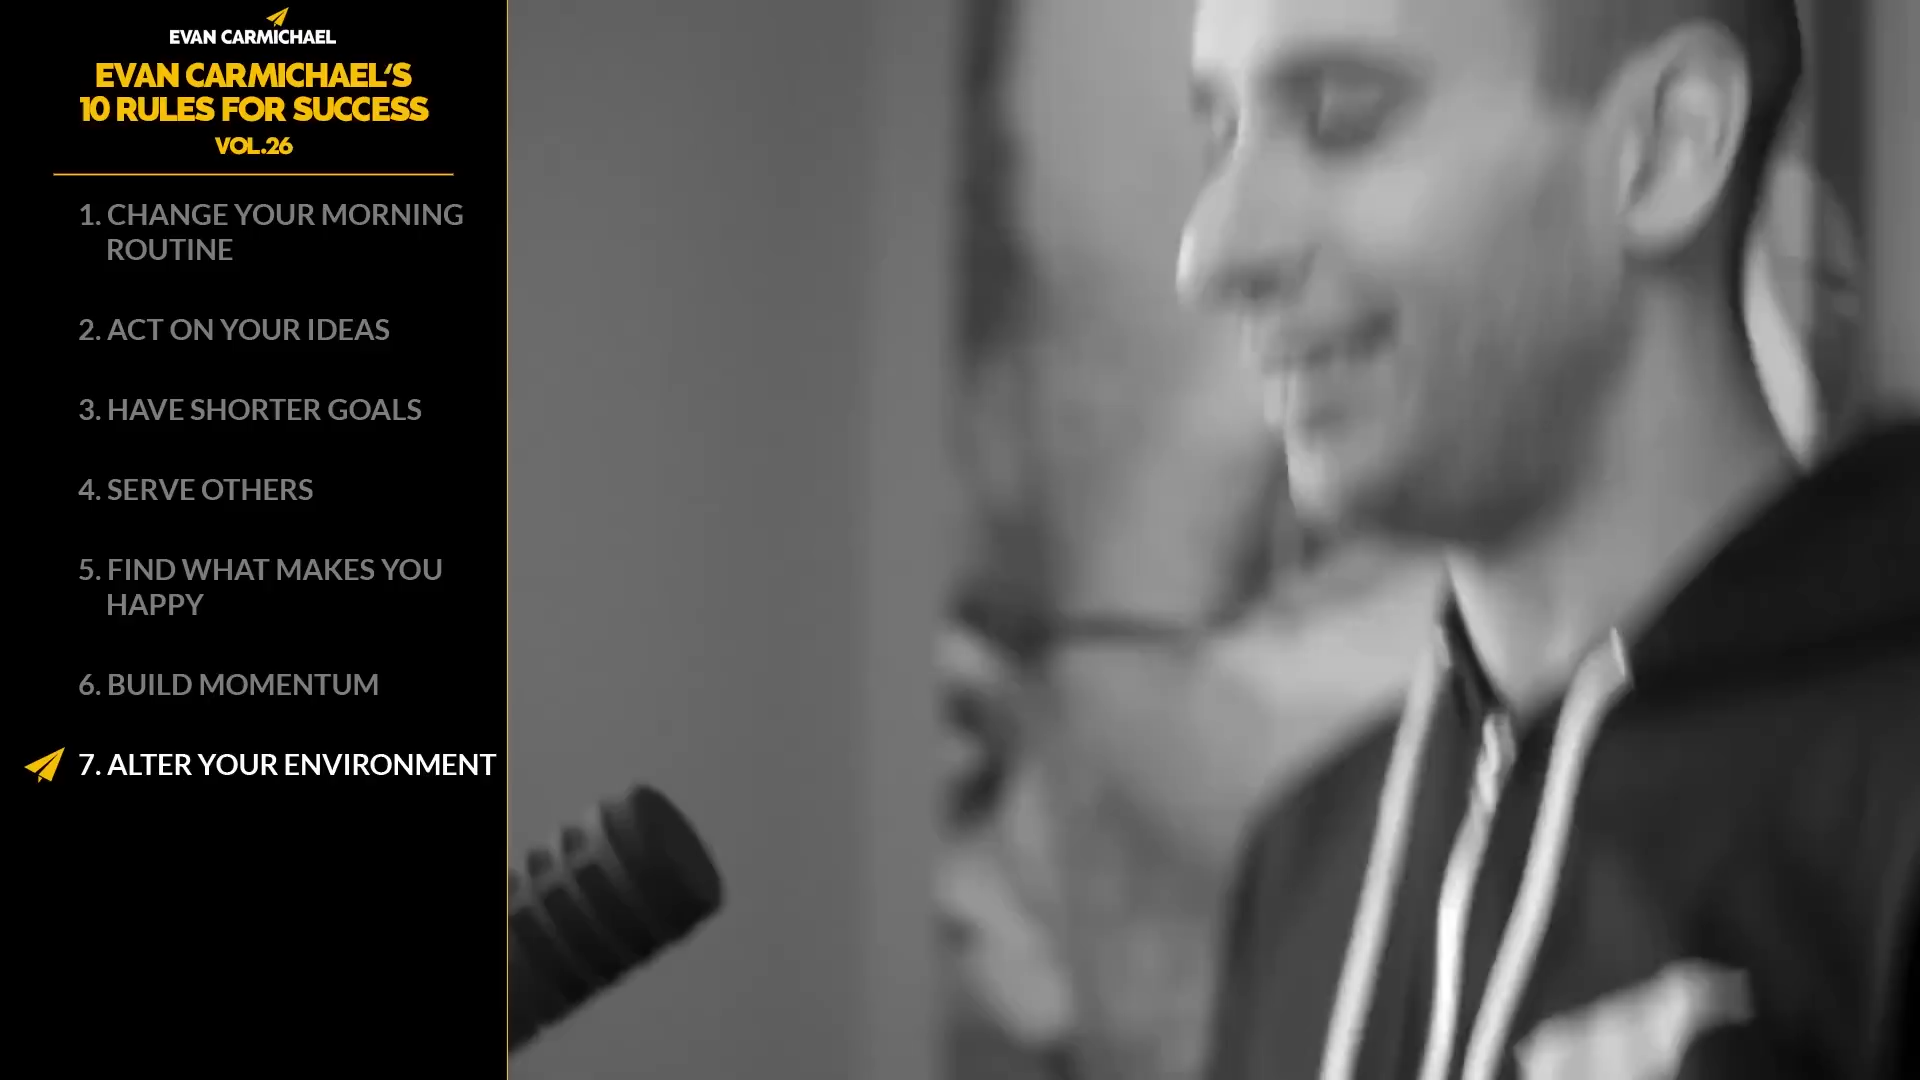 EVAN CARMICHAEL
EVAN CARMICHAEL'S
10 RULES FOR SUCCESS
VOL.26
1. CHANGE YOUR MORNING
ROUTINE
2. ACT ON YOUR IDEAS
3. HAVE SHORTER GOALS
4. SERVE OTHERS
5. FIND WHAT MAKES YOU
HAPPY
6. BUILD MOMENTUM
7. ALTER YOUR ENVIRONMENT